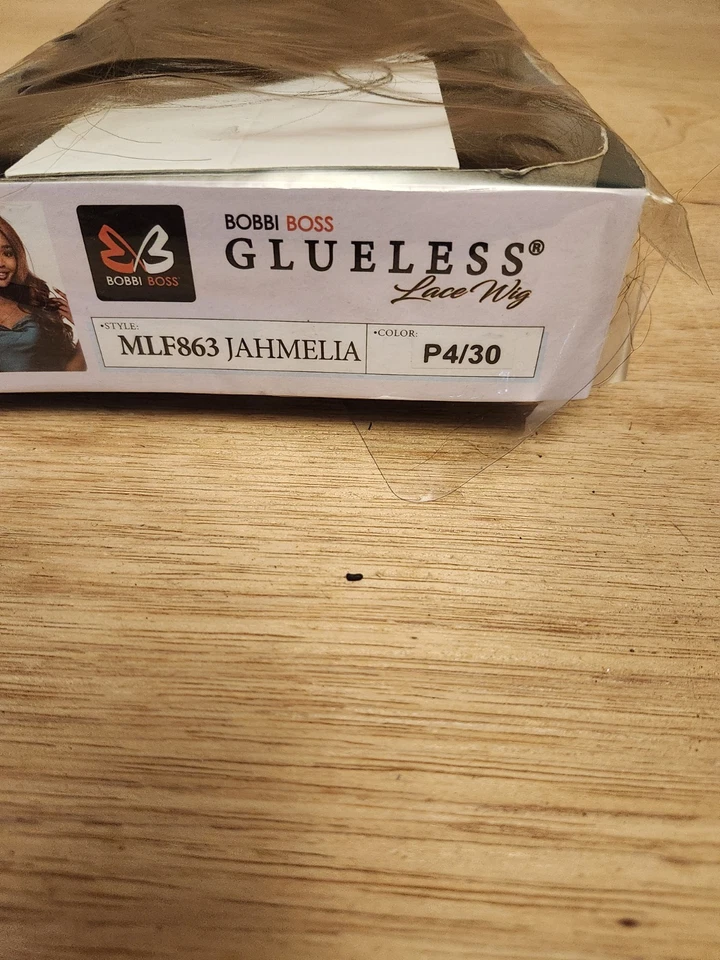 BOBBI BOSS
BOBBI BOSS
GLUELESS®
Lace Wig
•STYLE:
MLF863 JAHMELIA
•COLOR:
P4/30